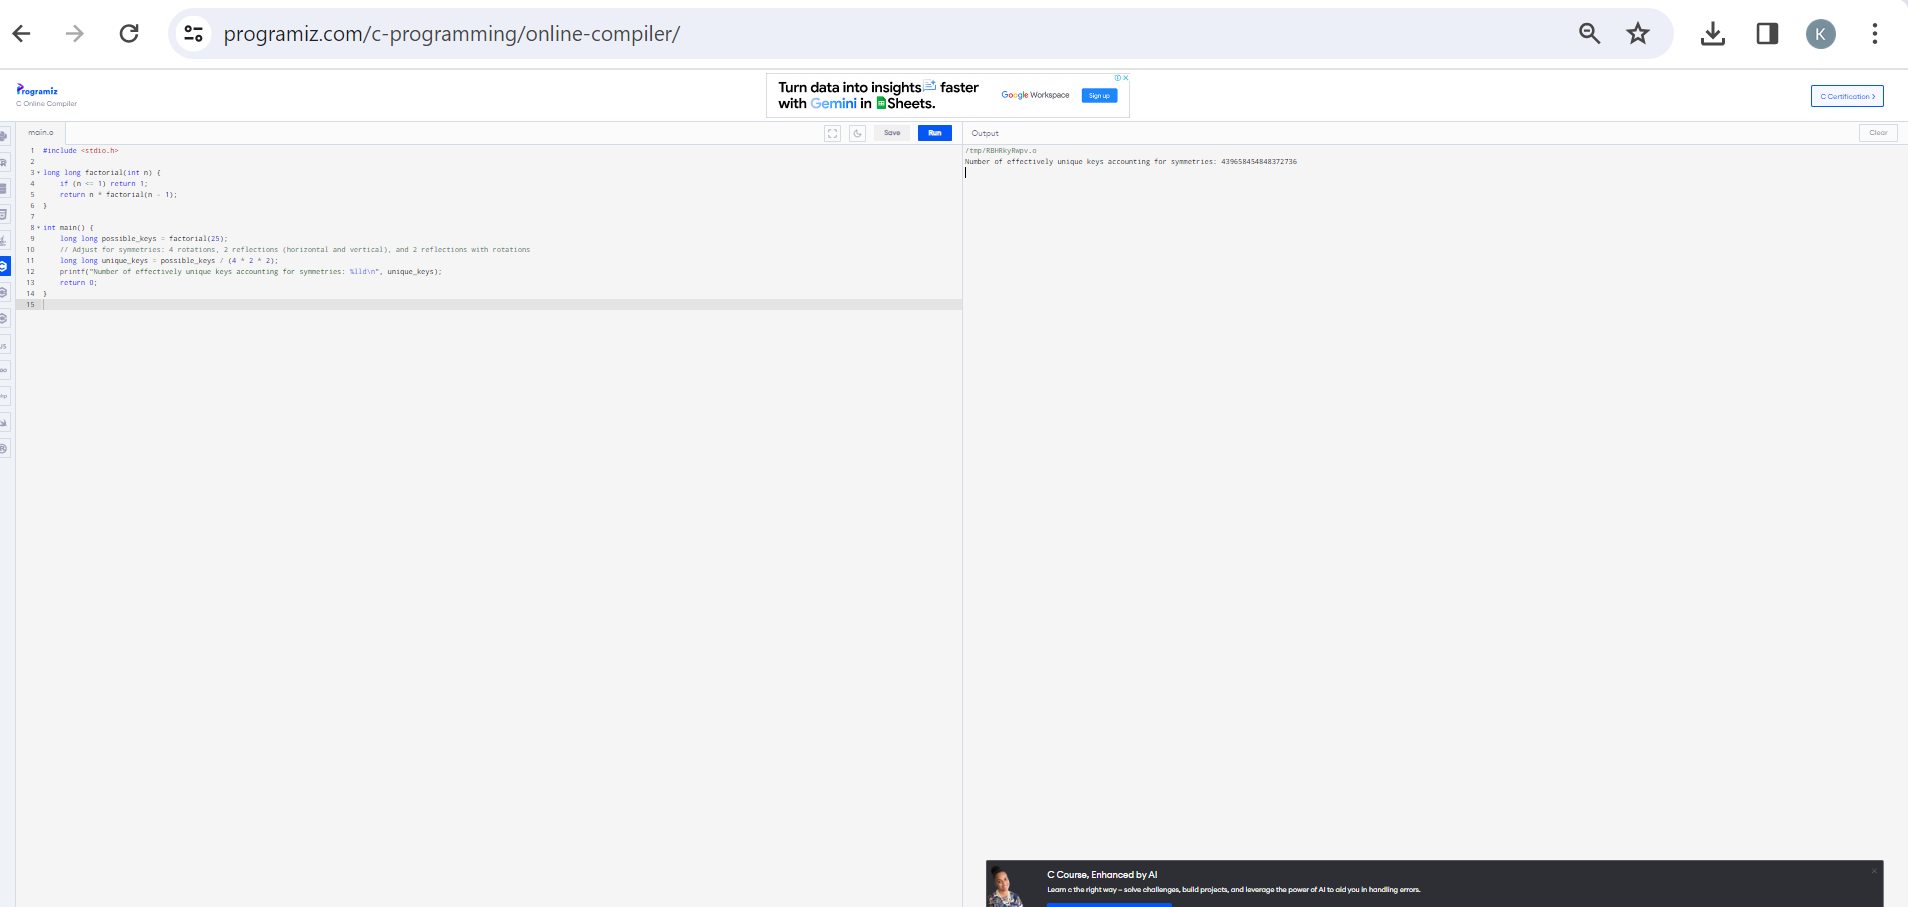 programiz.com/c-programming/online-compiler/
K
Programiz
C Online Compiler
Turn data into insights faster
with Gemini in Sheets.
Google Workspace
Sign up
C Certification >
main.c
Save
Run
Output
Clear
1 #include <stdio.h>
2
3 long long factorial(int n) {
4 if (n <= 1) return 1;
5 return n * factorial(n - 1);
6 }
7
8 int main() {
9 long long possible_keys = factorial(25);
10 // Adjust for symmetries: 4 rotations, 2 reflections (horizontal and vertical), and 2 reflections with rotations
11 long long unique_keys = possible_keys / (4 * 2 * 2);
12 printf("Number of effectively unique keys accounting for symmetries: %lld\n", unique_keys);
13 return 0;
14 }
15
/tmp/RBHRkyRwpv.o
Number of effectively unique keys accounting for symmetries: 439658454848372736
JS
GO
php
C Course, Enhanced by AI
Learn c the right way – solve challenges, build projects, and leverage the power of AI to aid you in handling errors.